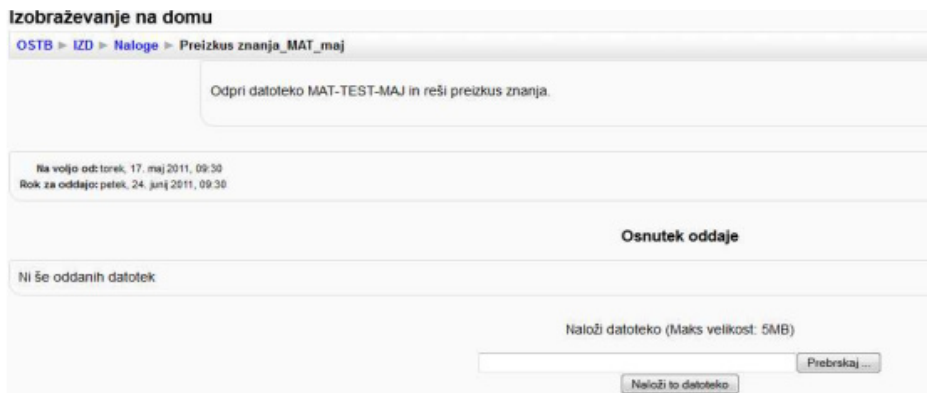 Izobraževanje na domu
OSTB ► IZD ► Naloge ► Preizkus znanja_MAT_maj
Odpri datoteko MAT-TEST-MAJ in reši preizkus znanja.
Na voljo od: torek, 17. maj 2011, 09:30
Rok za oddajo: petek, 24. junij 2011, 09:30
Osnutek oddaje
Ni še oddanih datotek
Naloži datoteko (Maks velikost: 5MB)
Prebrskaj ...
Naloži to datoteko